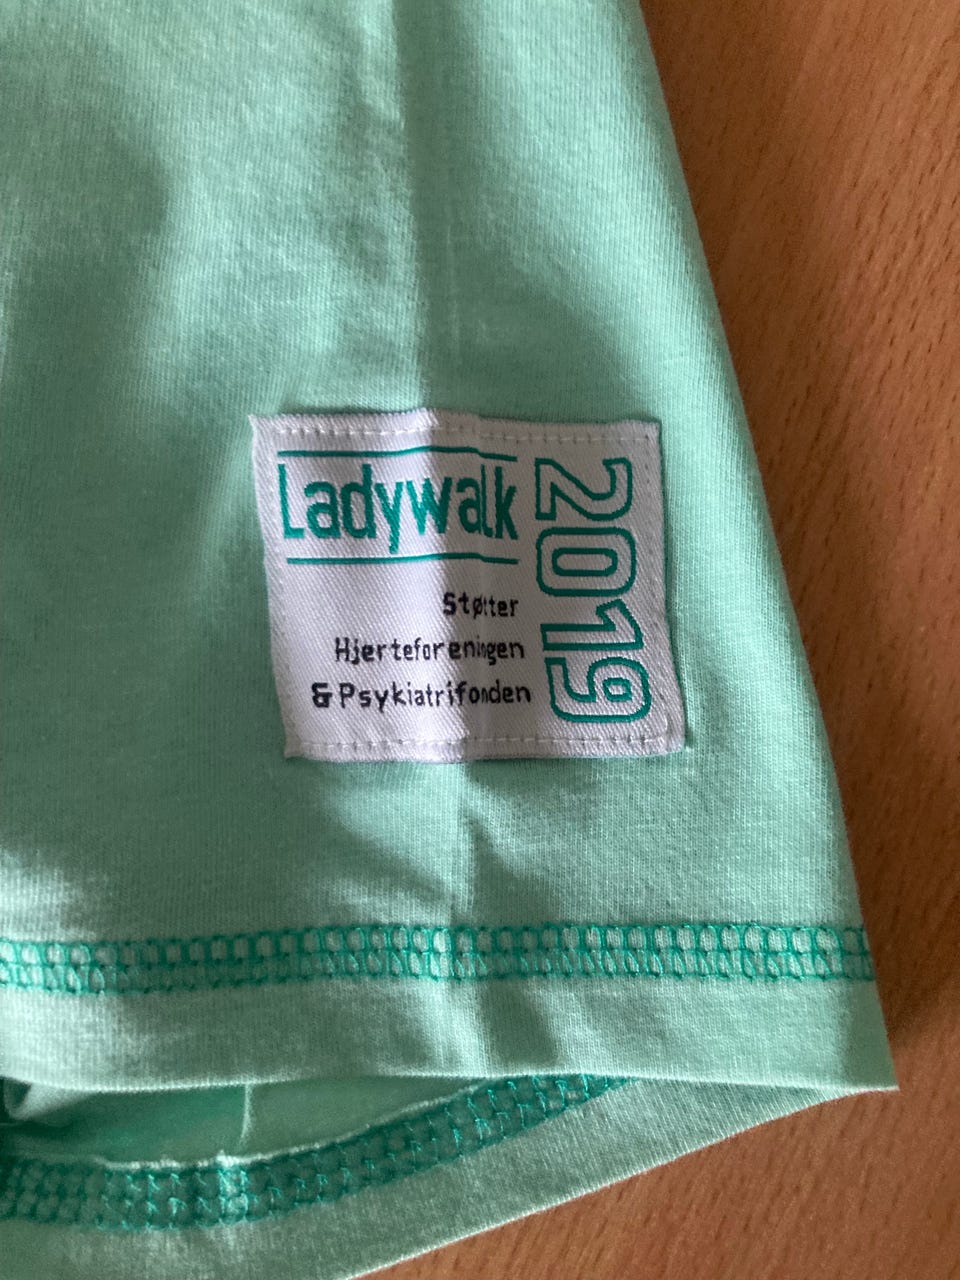 Ladywalk
Støtter
Hjerteforeningen
& Psykiatrifonden
2019